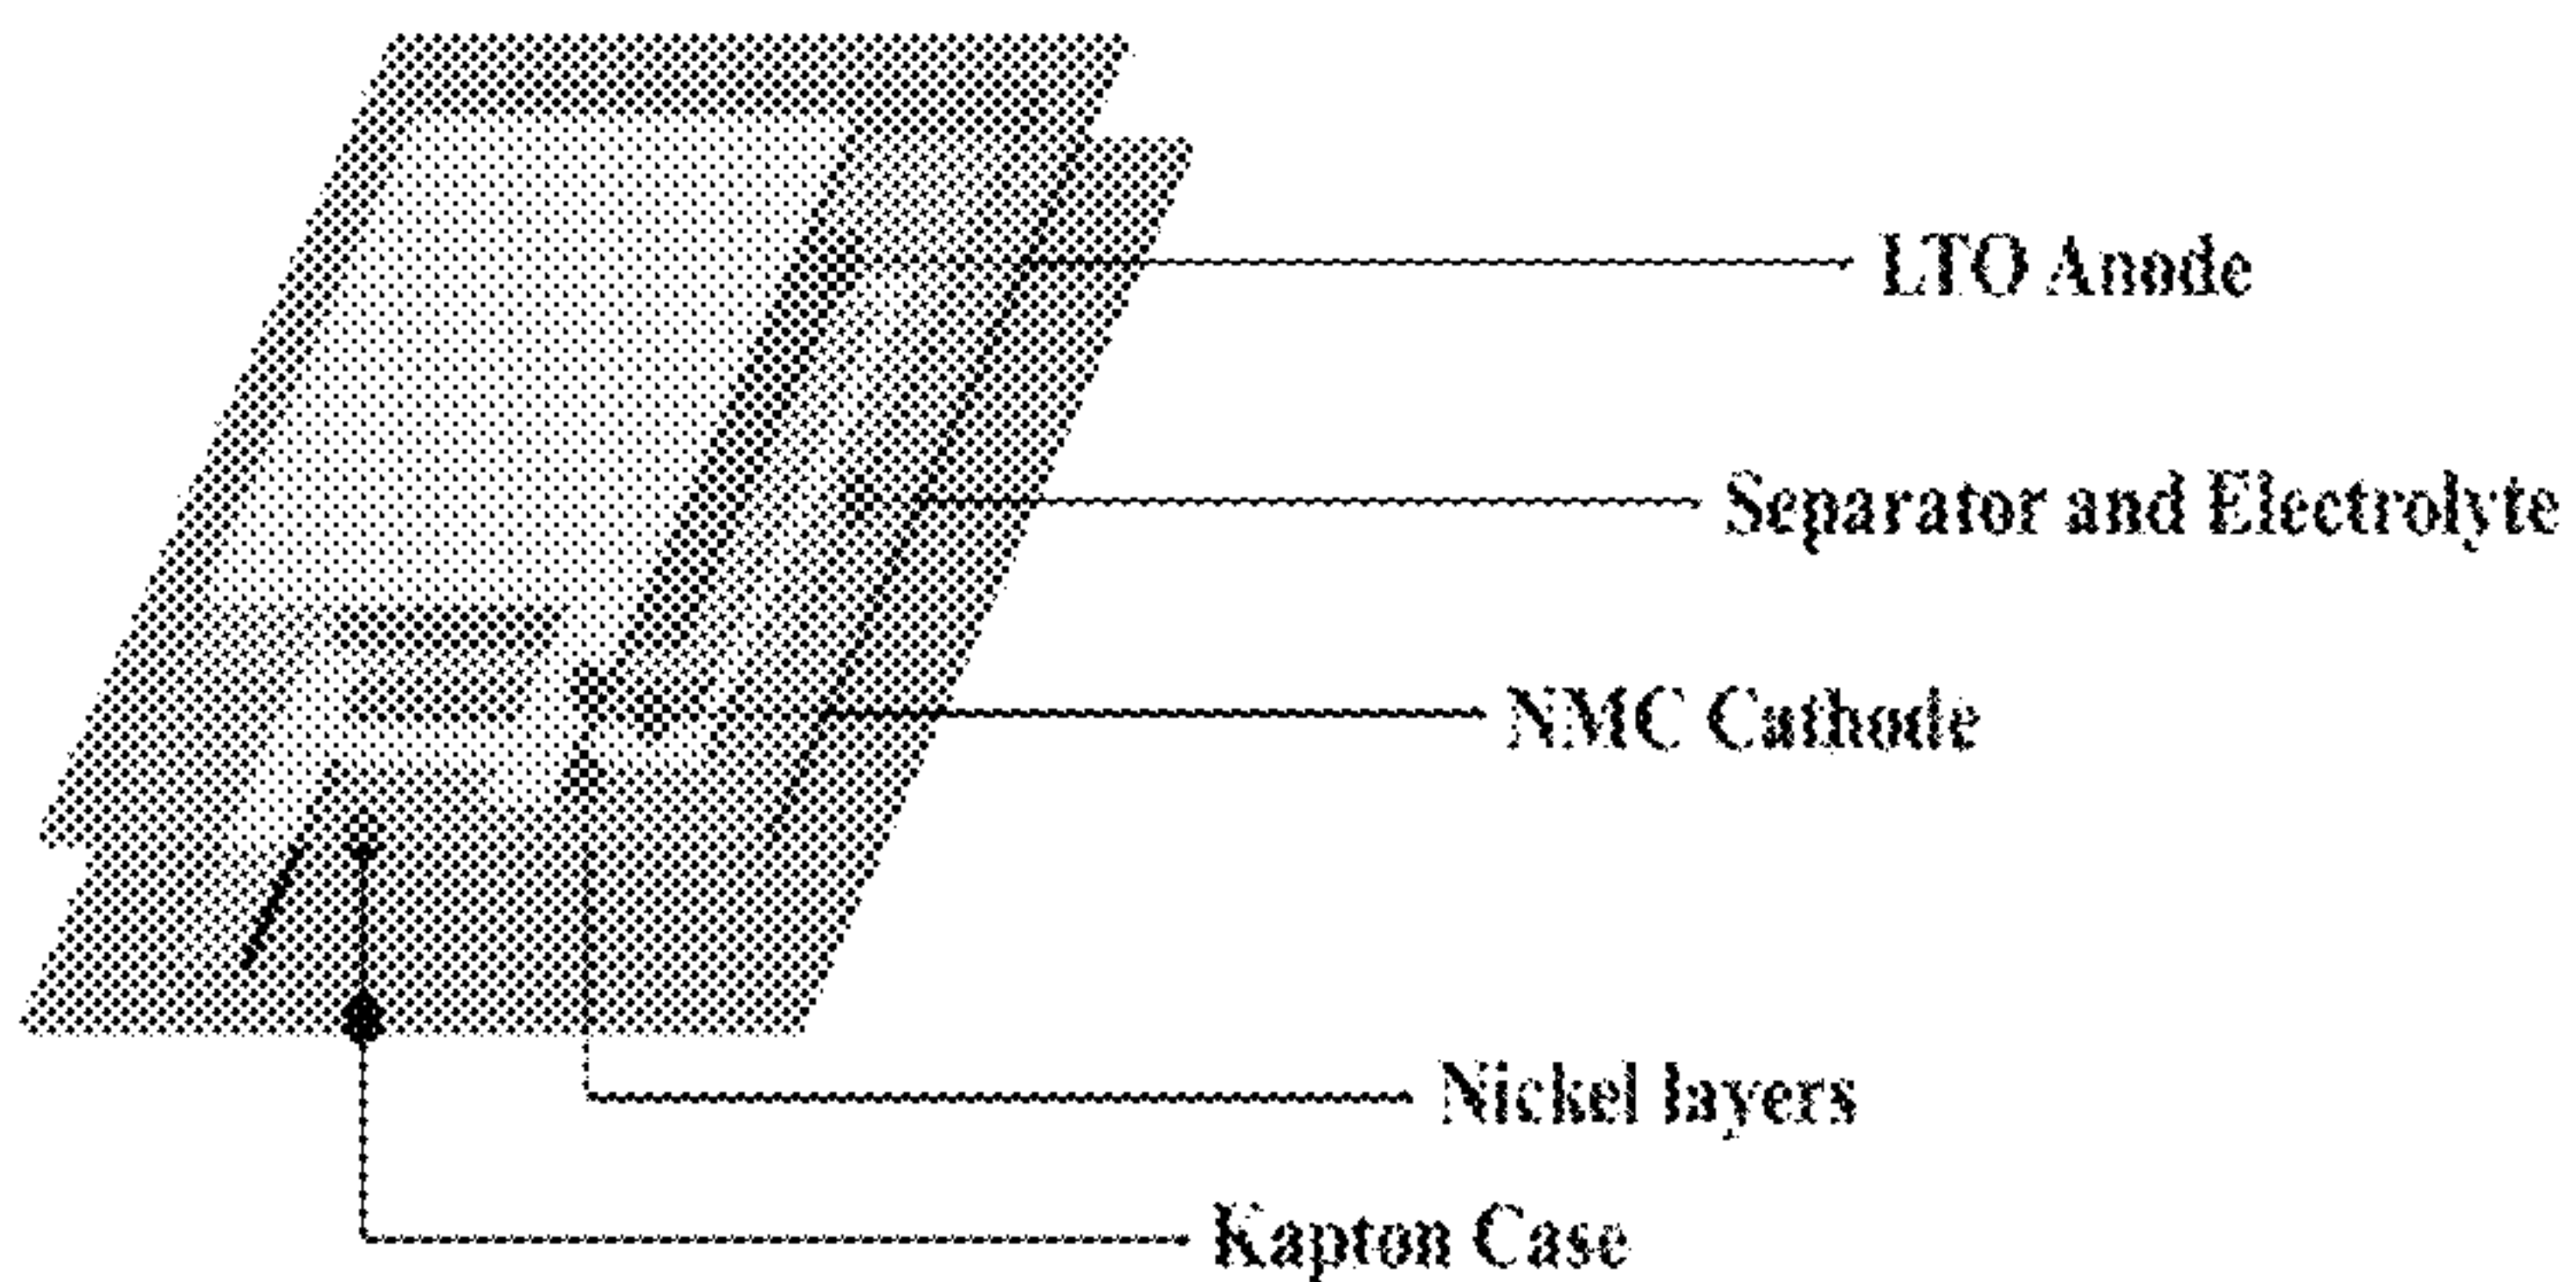 LTO Anode
Separator and Electrolyte
NMC Cathode
Nickel layers
Kapton Case